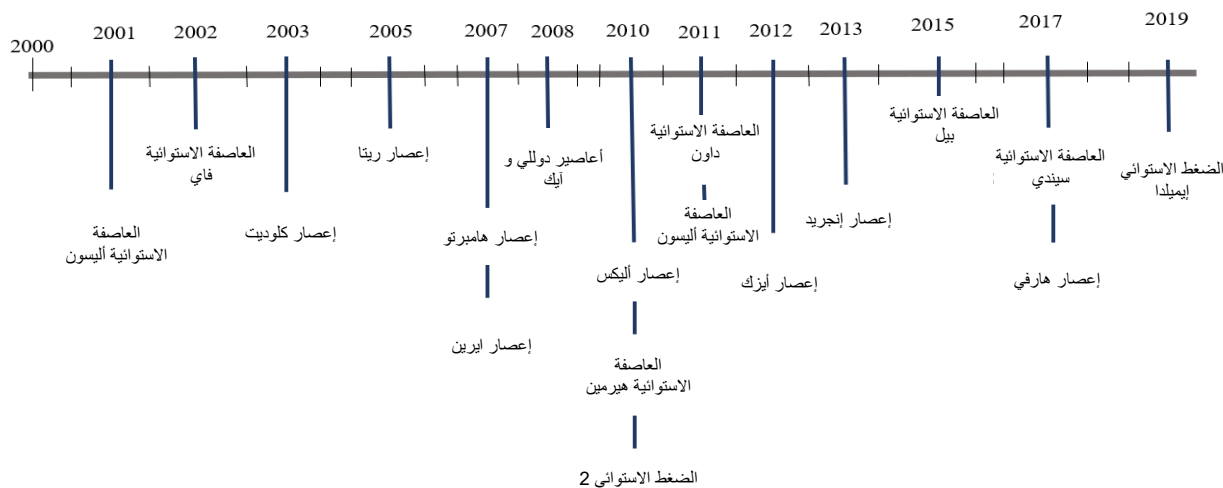 2000
2001
2002
2003
2005
2007
2008
2010
2011
2012
2013
2015
2017
2019
العاصفة
الاستوائية أليسون
العاصفة الاستوائية
فاي
إعصار كلوديت
إعصار ريتا
إعصار هامبرتو
إعصار ايرين
أعاصير دوللي و
آيك
إعصار أليكس
العاصفة
الاستوائية هيرمين
الضغط الاستوائي 2
العاصفة الاستوائية
داون
العاصفة
الاستوائية أليسون
إعصار أيزك
إعصار إنجريد
العاصفة الاستوائية
بيل
العاصفة الاستوائية
سيندي
إعصار هارفي
الضغط الاستوائي
إيميلدا